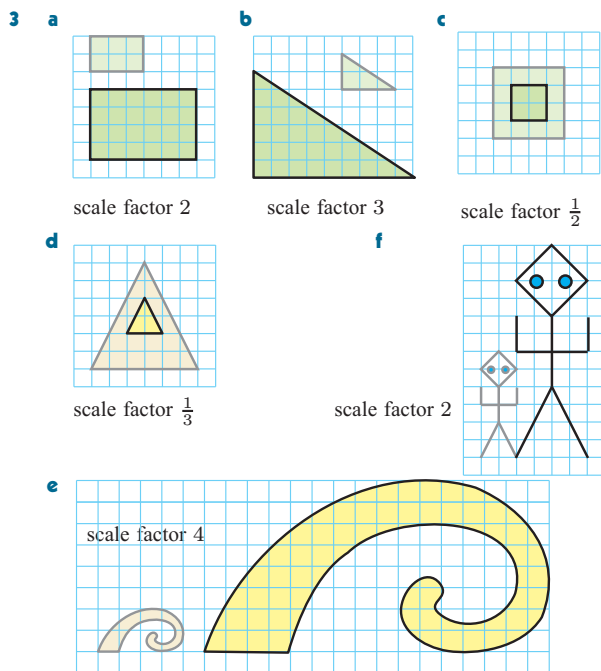 3 a b c
scale factor 2 scale factor 3 scale factor 1/2
d f
scale factor 1/3 scale factor 2
e
scale factor 4